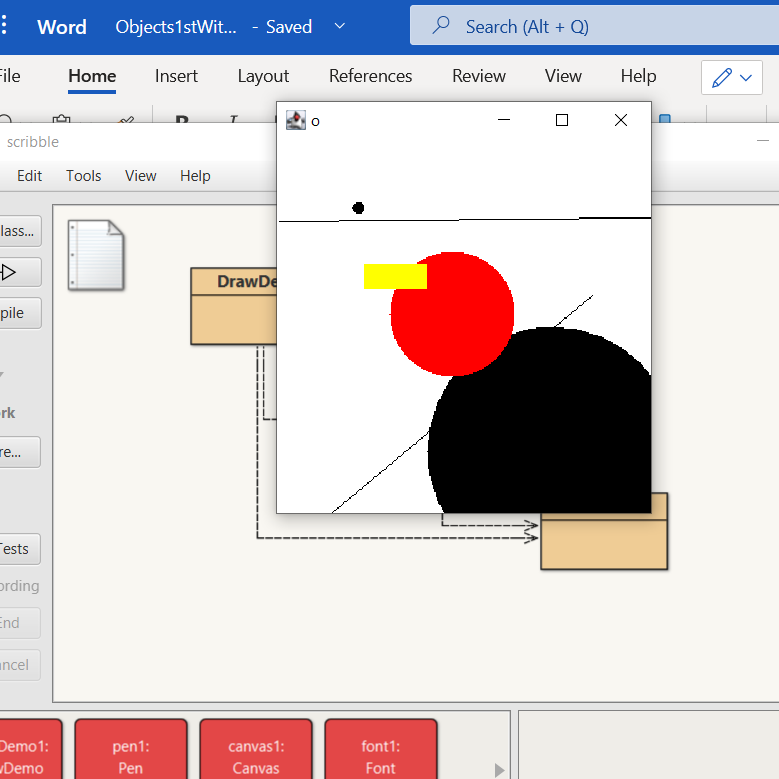 Word Objects1stWit... - Saved Search (Alt + Q)
File Home Insert Layout References Review View Help
o
scribble
Edit Tools View Help
lass...
DrawDe
pile
rk
re...
Tests
ording
End
ancel
Demo1: pen1: canvas1: font1:
wDemo Pen Canvas Font